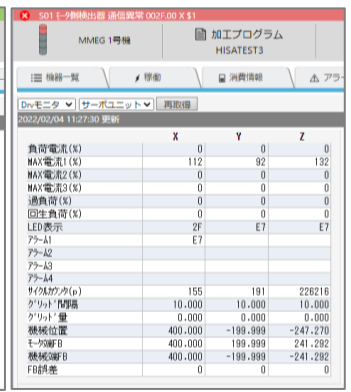 S01 ﾓｰﾀ側検出器 通信異常 002F.00 X $1
MMEG 1号機
加工プログラム
HISATEST3
機器一覧 稼働 消費情報 アラー
Drvモニタ サーボユニット 再取得
2022/02/04 11:27:30 更新
X Y Z
負荷電流(%) 0 0 0
MAX電流1(%) 112 92 132
MAX電流2(%) 0 0 0
MAX電流3(%) 0 0 0
過負荷(%) 0 0 0
回生負荷(%) 0 0 0
LED表示 2F E7 E7
ｱﾗｰﾑ1 E7
ｱﾗｰﾑ2
ｱﾗｰﾑ3
ｱﾗｰﾑ4
ｻｲｸﾙｶｳﾝﾀ(p) 155 191 226216
ｸﾞﾘｯﾄﾞ間隔 10.000 10.000 10.000
ｸﾞﾘｯﾄﾞ量 0.000 0.000 0.000
機械位置 400.000 -199.999 -247.270
ﾓｰﾀ端FB 400.000 199.999 241.292
機械端FB 400.000 -199.999 -241.292
FB誤差 0 0 0